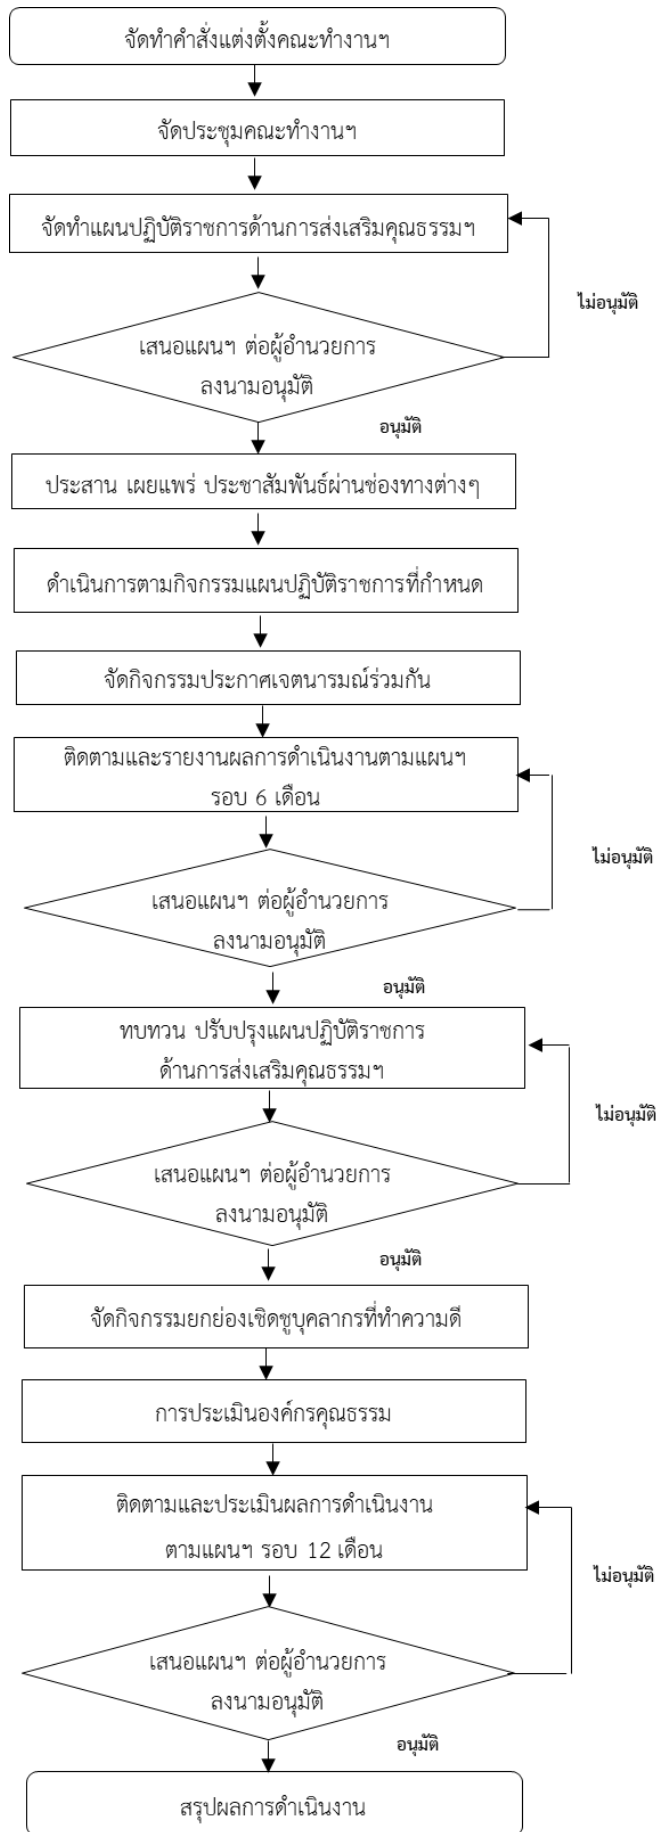 จัดทำคำสั่งแต่งตั้งคณะทำงานฯ
จัดประชุมคณะทำงานฯ
จัดทำแผนปฏิบัติราชการด้านการส่งเสริมคุณธรรมฯ
ไม่อนุมัติ
เสนอแผนฯ ต่อผู้อำนวยการ
ลงนามอนุมัติ
อนุมัติ
ประสาน เผยแพร่ ประชาสัมพันธ์ผ่านช่องทางต่างๆ
ดำเนินการตามกิจกรรมแผนปฏิบัติราชการที่กำหนด
จัดกิจกรรมประกาศเจตนารมณ์ร่วมกัน
ติดตามและรายงานผลการดำเนินงานตามแผนฯ
รอบ 6 เดือน
ไม่อนุมัติ
เสนอแผนฯ ต่อผู้อำนวยการ
ลงนามอนุมัติ
อนุมัติ
ทบทวน ปรับปรุงแผนปฏิบัติราชการ
ด้านการส่งเสริมคุณธรรมฯ
ไม่อนุมัติ
เสนอแผนฯ ต่อผู้อำนวยการ
ลงนามอนุมัติ
อนุมัติ
จัดกิจกรรมยกย่องเชิดชูบุคลากรที่ทำความดี
การประเมินองค์กรคุณธรรม
ติดตามและประเมินผลการดำเนินงาน
ตามแผนฯ รอบ 12 เดือน
ไม่อนุมัติ
เสนอแผนฯ ต่อผู้อำนวยการ
ลงนามอนุมัติ
อนุมัติ
สรุปผลการดำเนินงาน